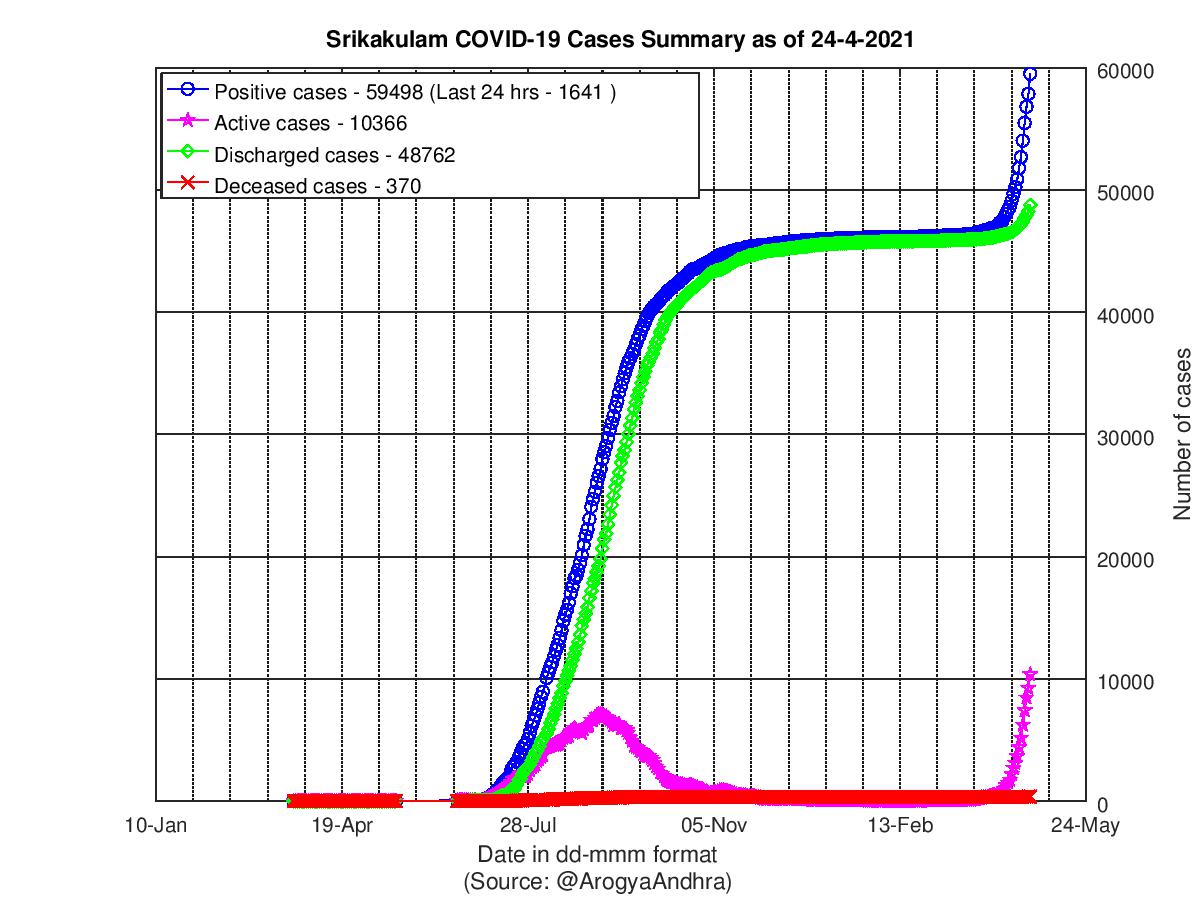 Srikakulam COVID-19 Cases Summary as of 24-4-2021
Positive cases - 59498 (Last 24 hrs - 1641 )
Active cases - 10366
Discharged cases - 48762
Deceased cases - 370
60000
50000
40000
30000
20000
10000
0
Number of cases
10-Jan 19-Apr 28-Jul 05-Nov 13-Feb 24-May
Date in dd-mmm format
(Source: @ArogyaAndhra)